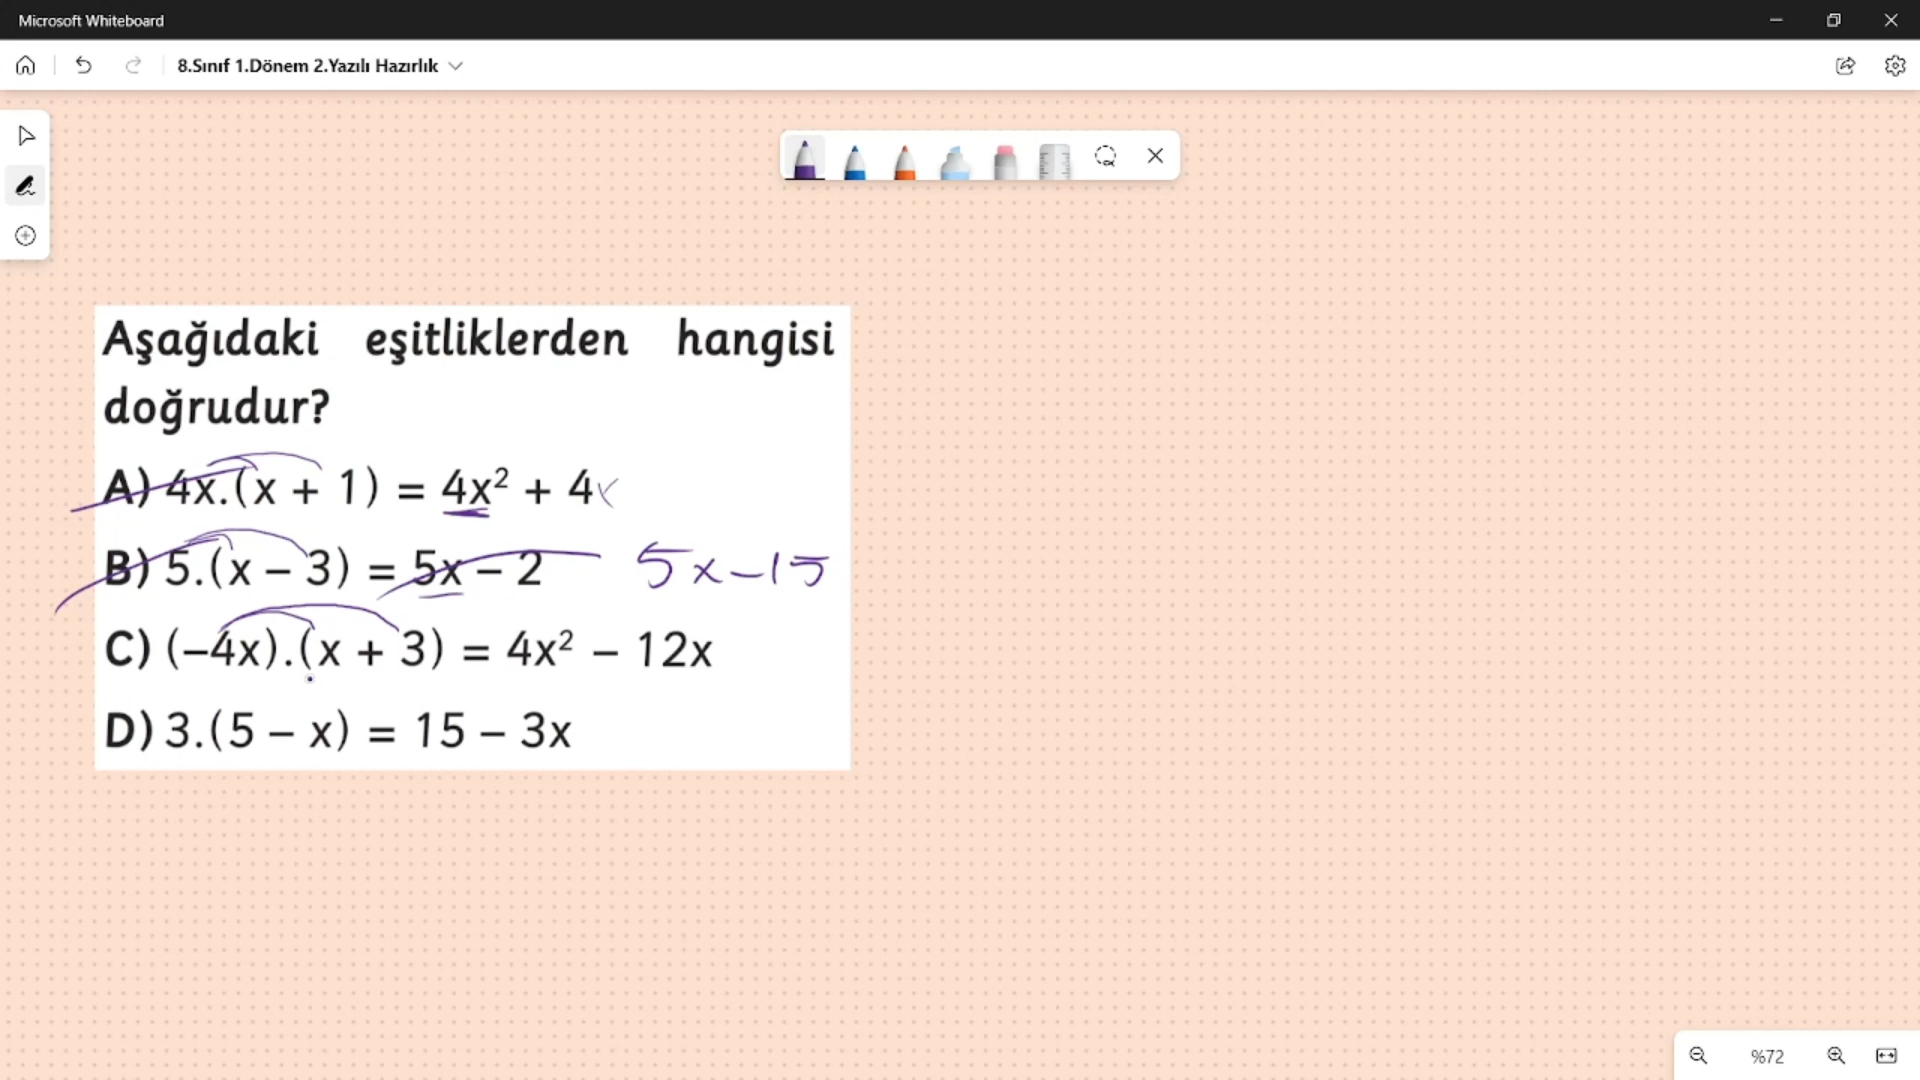 Microsoft Whiteboard
8.Sınıf 1.Dönem 2.Yazılı Hazırlık
Aşağıdaki eşitliklerden hangisi
doğrudur?
A) 4x.(x + 1) = 4x² + 4x
B) 5.(x – 3) = 5x – 2 5x – 15
C) (–4x).(x + 3) = 4x² – 12x
D) 3.(5 – x) = 15 – 3x
%72